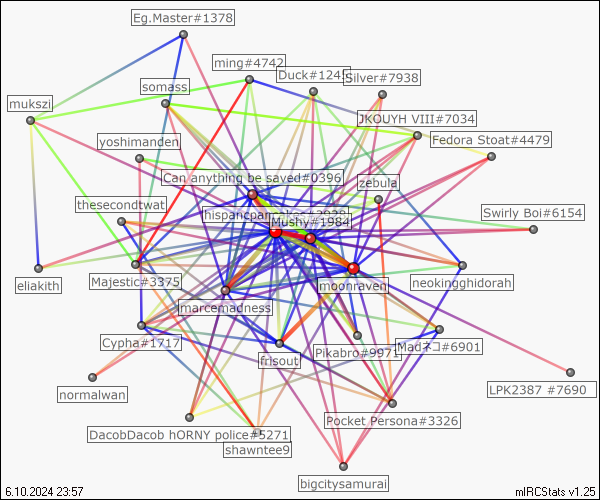 Eg.Master#1378
ming#4742
Duck#1245
Silver#7938
somass
mukszi
JKOUYH VIII#7034
Fedora Stoat#4479
yoshimanden
Can anything be saved#0396
zebula
thesecondtwat
Mushy#1984
Swirly Boi#6154
eliakith
Majestic#3375
moonraven
neokingghidorah
marcemadness
Cypha#1717
frisout
Pikabro#9971
Madネコ#6901
normalwan
LPK2387 #7690
DacobDacob hORNY police#5271
Pocket Persona#3326
shawntee9
bigcitysamurai
6.10.2024 23:57
mIRCStats v1.25